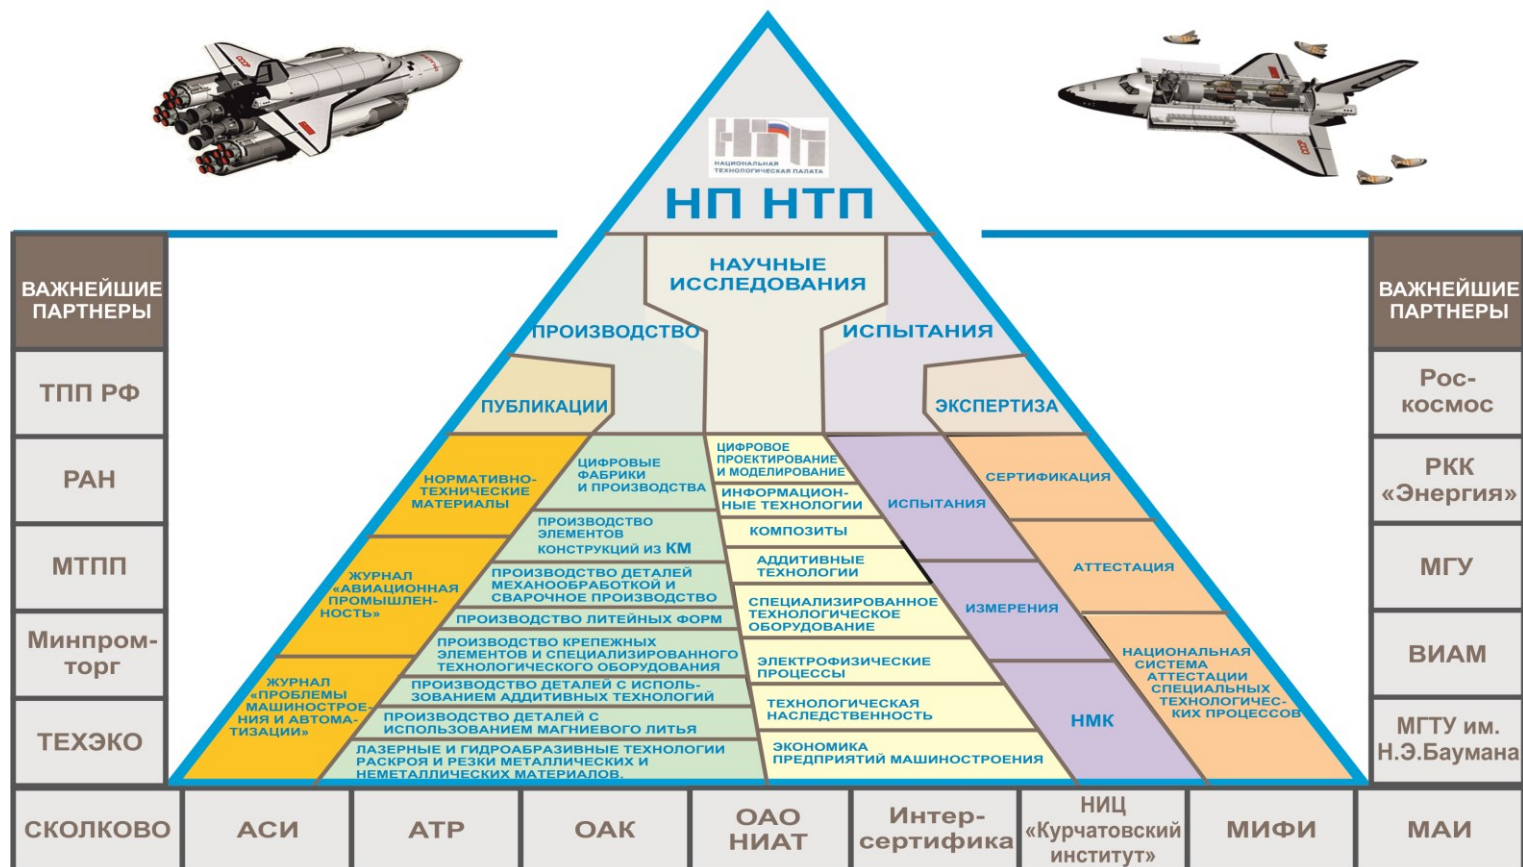 НТП
НАЦИОНАЛЬНАЯ
ТЕХНОЛОГИЧЕСКАЯ ПАЛАТА
НП НТП
НАУЧНЫЕ
ИССЛЕДОВАНИЯ
ПРОИЗВОДСТВО
ИСПЫТАНИЯ
ПУБЛИКАЦИИ
ЭКСПЕРТИЗА
НОРМАТИВНО-
ТЕХНИЧЕСКИЕ
МАТЕРИАЛЫ
ЖУРНАЛ
«АВИАЦИОННАЯ
ПРОМЫШЛЕН-
НОСТЬ»
ЖУРНАЛ
«ПРОБЛЕМЫ
МАШИНОСТРОЕ-
НИЯ И АВТОМА-
ТИЗАЦИИ»
ЦИФРОВЫЕ
ФАБРИКИ
И ПРОИЗВОДСТВА
ПРОИЗВОДСТВО
ЭЛЕМЕНТОВ
КОНСТРУКЦИЙ ИЗ КМ
ПРОИЗВОДСТВО ДЕТАЛЕЙ
МЕХАНООБРАБОТКОЙ И
СВАРОЧНОЕ ПРОИЗВОДСТВО
ПРОИЗВОДСТВО ЛИТЕЙНЫХ ФОРМ
ПРОИЗВОДСТВО КРЕПЕЖНЫХ
ЭЛЕМЕНТОВ И СПЕЦИАЛИЗИРОВАННОГО
ТЕХНОЛОГИЧЕСКОГО ОБОРУДОВАНИЯ
ПРОИЗВОДСТВО ДЕТАЛЕЙ С ИСПОЛЬ-
ЗОВАНИЕМ АДДИТИВНЫХ ТЕХНОЛОГИЙ
ПРОИЗВОДСТВО ДЕТАЛЕЙ С
ИСПОЛЬЗОВАНИЕМ МАГНИЕВОГО ЛИТЬЯ
ЛАЗЕРНЫЕ И ГИДРОАБРАЗИВНЫЕ ТЕХНОЛОГИИ
РАСКРОЯ И РЕЗКИ МЕТАЛЛИЧЕСКИХ И
НЕМЕТАЛЛИЧЕСКИХ МАТЕРИАЛОВ.
ЦИФРОВОЕ
ПРОЕКТИРОВАНИЕ
И МОДЕЛИРОВАНИЕ
ИНФОРМАЦИОН-
НЫЕ ТЕХНОЛОГИИ
КОМПОЗИТЫ
АДДИТИВНЫЕ
ТЕХНОЛОГИИ
СПЕЦИАЛИЗИРОВАННОЕ
ТЕХНОЛОГИЧЕСКОЕ
ОБОРУДОВАНИЕ
ЭЛЕКТРОФИЗИЧЕСКИЕ
ПРОЦЕССЫ
ТЕХНОЛОГИЧЕСКАЯ
НАСЛЕДСТВЕННОСТЬ
ЭКОНОМИКА
ПРЕДПРИЯТИЙ МАШИНОСТРОЕНИЯ
ИСПЫТАНИЯ
ИЗМЕРЕНИЯ
НМК
СЕРТИФИКАЦИЯ
АТТЕСТАЦИЯ
НАЦИОНАЛЬНАЯ
СИСТЕМА
АТТЕСТАЦИИ
СПЕЦИАЛЬНЫХ
ТЕХНОЛОГИЧЕС-
КИХ ПРОЦЕССОВ
ВАЖНЕЙШИЕ
ПАРТНЕРЫ
ТПП РФ
РАН
МТПП
Минпром-
торг
ТЕХЭКО
ВАЖНЕЙШИЕ
ПАРТНЕРЫ
Рос-
космос
РКК
«Энергия»
МГУ
ВИАМ
МГТУ им.
Н.Э.Баумана
СКОЛКОВО
АСИ
АТР
ОАК
ОАО
НИАТ
Интер-
сертифика
НИЦ
«Курчатовский
институт»
МИФИ
МАИ
СССР
СССР
СССР